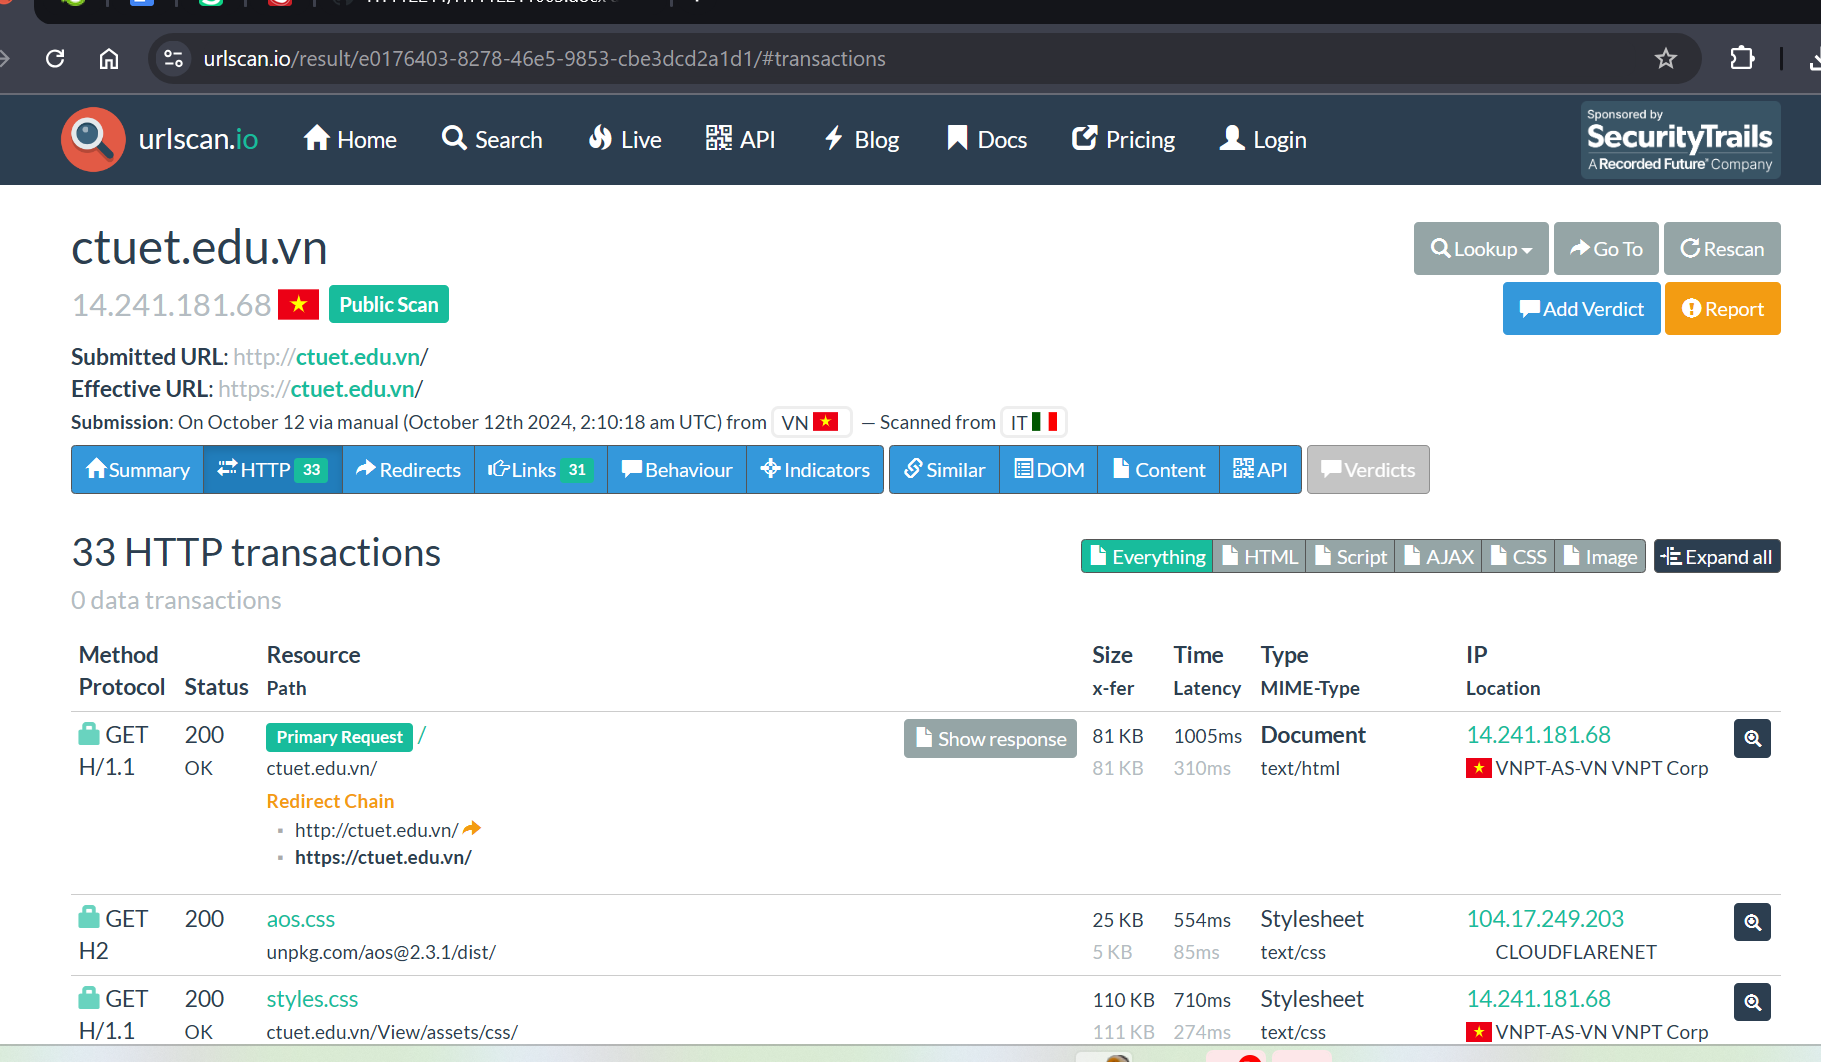 urlscan.io/result/e0176403-8278-46e5-9853-cbe3dcd2a1d1/#transactions
urlscan.io Home Search Live API Blog Docs Pricing Login
Sponsored by
SecurityTrails
A Recorded Future® Company
ctuet.edu.vn
Lookup Go To Rescan
14.241.181.68 Public Scan
Add Verdict Report
Submitted URL: http://ctuet.edu.vn/
Effective URL: https://ctuet.edu.vn/
Submission: On October 12 via manual (October 12th 2024, 2:10:18 am UTC) from VN — Scanned from IT
Summary HTTP 33 Redirects Links 31 Behaviour Indicators Similar DOM Content API Verdicts
33 HTTP transactions
Everything HTML Script AJAX CSS Image Expand all
0 data transactions
Method Resource Size Time Type IP
Protocol Status Path x-fer Latency MIME-Type Location
GET 200 Primary Request / Show response 81 KB 1005ms Document 14.241.181.68
H/1.1 OK ctuet.edu.vn/ 81 KB 310ms text/html VNPT-AS-VN VNPT Corp
Redirect Chain
http://ctuet.edu.vn/
https://ctuet.edu.vn/
GET 200 aos.css 25 KB 554ms Stylesheet 104.17.249.203
H2 unpkg.com/aos@2.3.1/dist/ 5 KB 85ms text/css CLOUDFLARENET
GET 200 styles.css 110 KB 710ms Stylesheet 14.241.181.68
H/1.1 OK ctuet.edu.vn/View/assets/css/ 111 KB 274ms text/css VNPT-AS-VN VNPT Corp